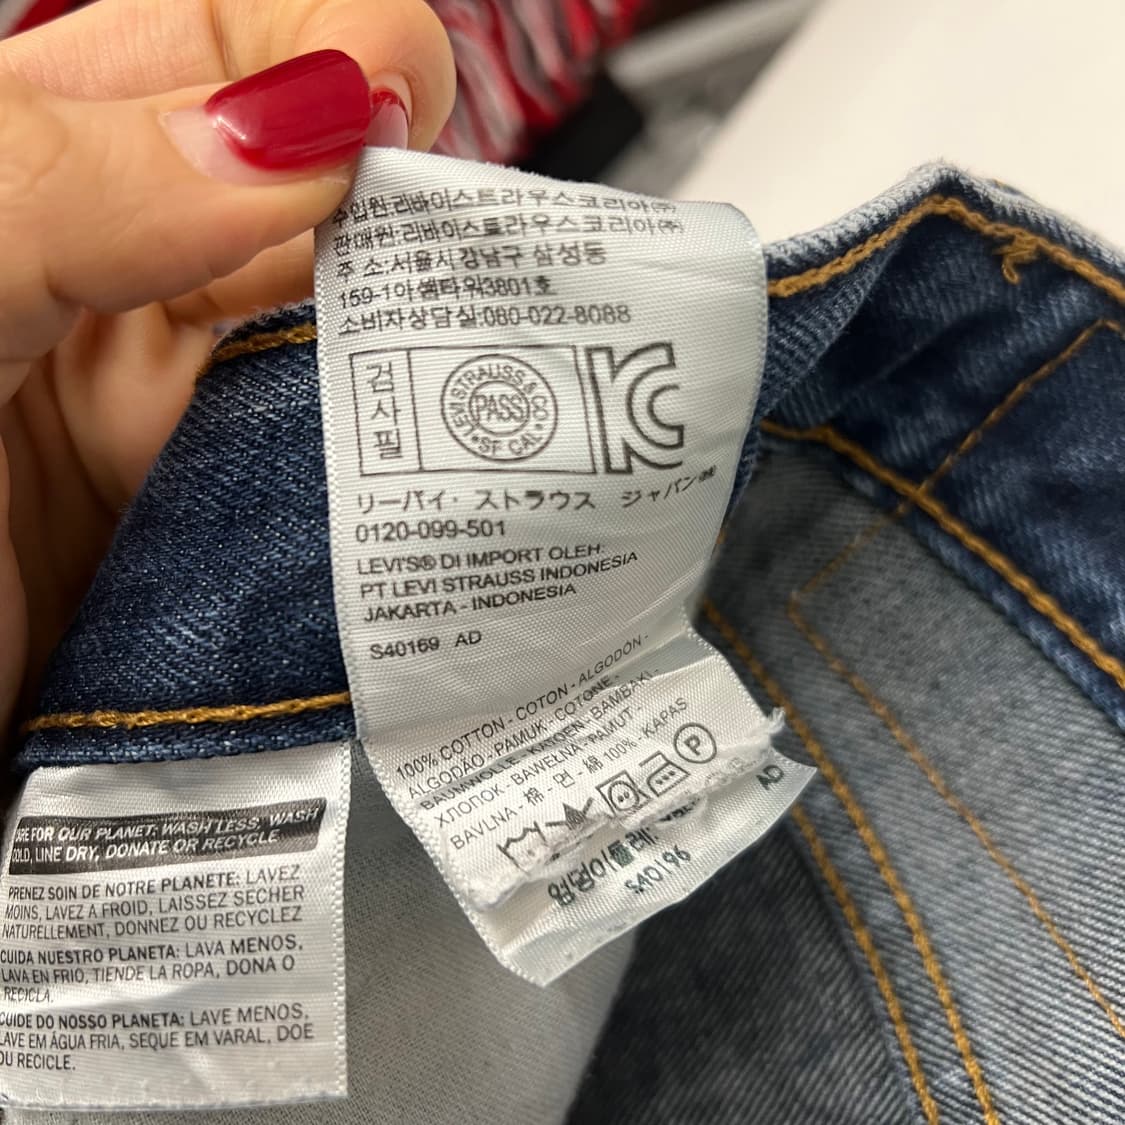 수입원:리바이스트라우스코리아㈜
판매원:리바이스트라우스코리아㈜
주 소:서울시강남구 삼성동
159-1아셈타워3801호
소비자상담실:080-022-8088
검사필
LEVI STRAUSS & CO
PASS
SF CAL
リーバイ・ストラウス ジャパン㈱
0120-099-501
LEVI'S® DI IMPORT OLEH:
PT LEVI STRAUSS INDONESIA
JAKARTA - INDONESIA
S40169 AD
100% COTTON - COTON - ALGODÓN -
ALGODÃO - PAMUK - COTONE -
BAUMWOLLE - KATOEN - BAMBAKI -
ХЛОПОК - BAWEŁNA - PAMUT -
BAVLNA - 棉 - 면 - 綿 100% - KAPAS
P
AD
S40196
CARE FOR OUR PLANET: WASH LESS, WASH
COLD, LINE DRY, DONATE OR RECYCLE.
PRENEZ SOIN DE NOTRE PLANETE: LAVEZ
MOINS, LAVEZ A FROID, LAISSEZ SECHER
NATURELLEMENT, DONNEZ OU RECYCLEZ
CUIDA NUESTRO PLANETA: LAVA MENOS,
LAVA EN FRIO, TIENDE LA ROPA, DONA O
RECICLA.
CUIDE DO NOSSO PLANETA: LAVE MENOS,
LAVE EM ÁGUA FRIA, SEQUE EM VARAL, DOE
OU RECICLE.